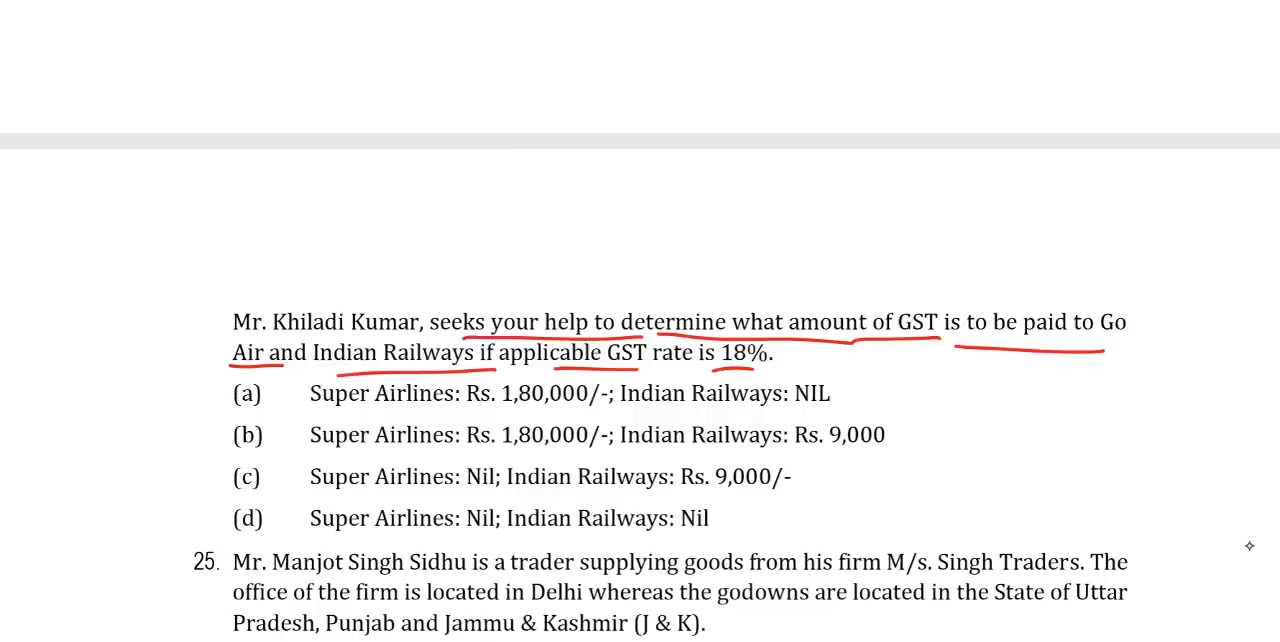 Mr. Khiladi Kumar, seeks your help to determine what amount of GST is to be paid to Go
Air and Indian Railways if applicable GST rate is 18%.
(a) Super Airlines: Rs. 1,80,000/-; Indian Railways: NIL
(b) Super Airlines: Rs. 1,80,000/-; Indian Railways: Rs. 9,000
(c) Super Airlines: Nil; Indian Railways: Rs. 9,000/-
(d) Super Airlines: Nil; Indian Railways: Nil
25. Mr. Manjot Singh Sidhu is a trader supplying goods from his firm M/s. Singh Traders. The
office of the firm is located in Delhi whereas the godowns are located in the State of Uttar
Pradesh, Punjab and Jammu & Kashmir (J & K).